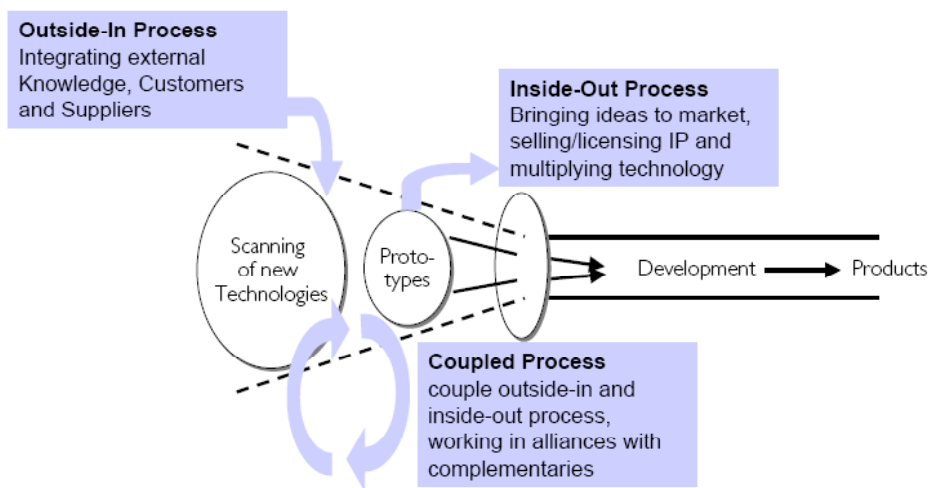 Outside-In Process
Integrating external
Knowledge, Customers
and Suppliers
Inside-Out Process
Bringing ideas to market,
selling/licensing IP and
multiplying technology
Scanning
of new
Technologies
Proto-
types
Development
Products
Coupled Process
couple outside-in and
inside-out process,
working in alliances with
complementaries